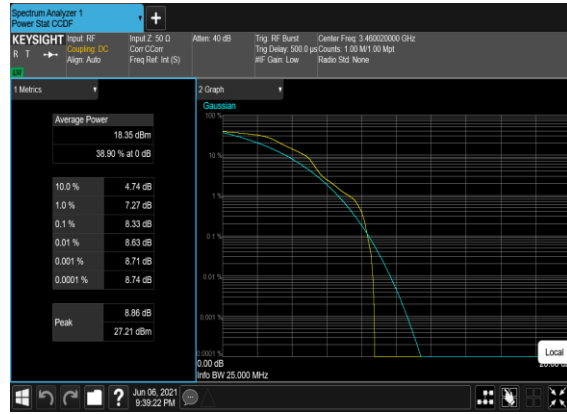 Spectrum Analyzer 1
Power Stat CCDF
+
KEYSIGHT
R T
Input: RF
Coupling: DC
Align: Auto
Input Z: 50 Ω
Corr CCorr
Freq Ref: Int (S)
Atten: 40 dB
Trig: RF Burst
Trig Delay: 500.0 µs
#IF Gain: Low
Center Freq: 3.460020000 GHz
Counts: 1.00 M/1.00 Mpt
Radio Std: None
1 Metrics
Average Power
18.35 dBm
38.90 % at 0 dB
10.0 % 4.74 dB
1.0 % 7.27 dB
0.1 % 8.33 dB
0.01 % 8.63 dB
0.001 % 8.71 dB
0.0001 % 8.74 dB
Peak
8.86 dB
27.21 dBm
2 Graph
Gaussian
100 %
10 %
1 %
0.1 %
0.01 %
0.001 %
0.0001 %
0.00 dB
Info BW 25.000 MHz
Local
?
Jun 06, 2021
9:39:22 PM